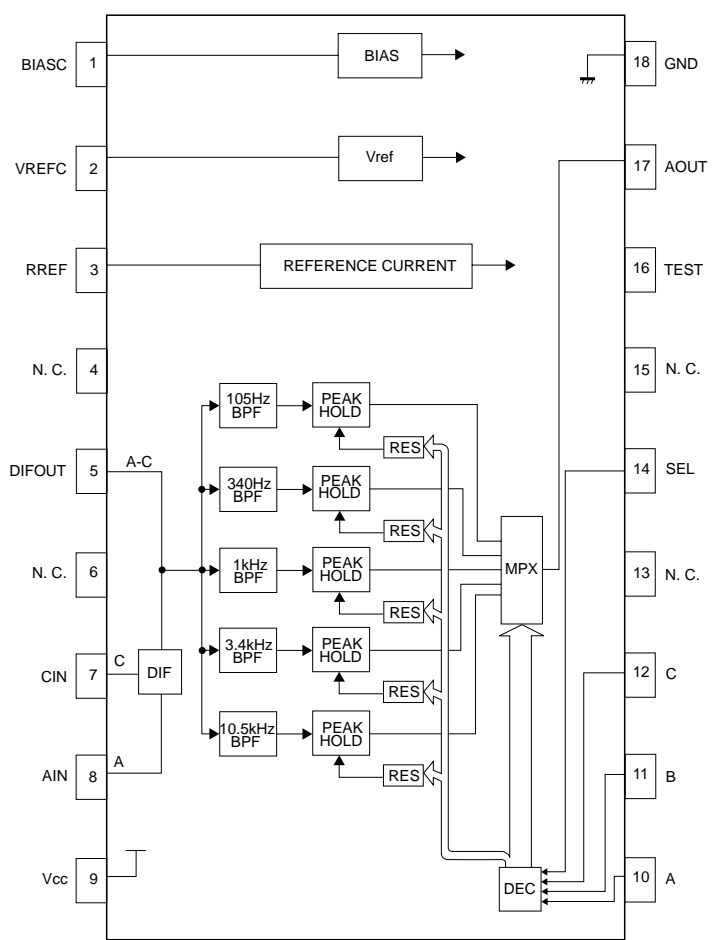 BIASC 1 BIAS 18 GND
VREFC 2 Vref 17 AOUT
RREF 3 REFERENCE CURRENT 16 TEST
N. C. 4 15 N. C.
105Hz
BPF
PEAK
HOLD
RES
DIFOUT 5 A-C 14 SEL
340Hz
BPF
PEAK
HOLD
RES
N. C. 6 13 N. C.
1kHz
BPF
PEAK
HOLD
MPX
RES
CIN 7 C DIF 12 C
3.4kHz
BPF
PEAK
HOLD
RES
AIN 8 A 11 B
10.5kHz
BPF
PEAK
HOLD
RES
Vcc 9 DEC 10 A